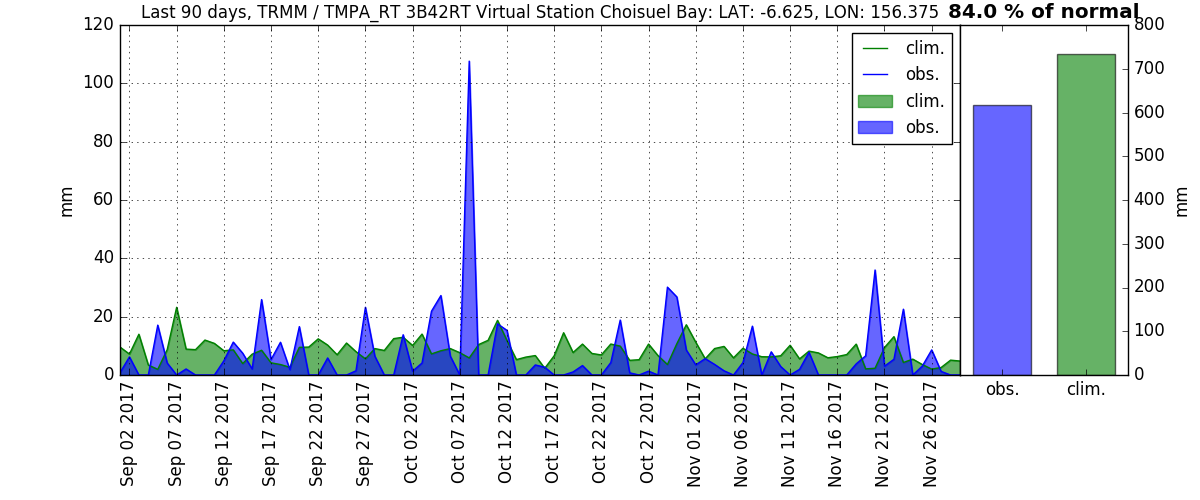 Last 90 days, TRMM / TMPA_RT 3B42RT Virtual Station Choisuel Bay: LAT: -6.625, LON: 156.375 84.0 % of normal
120
100
80
60
40
20
0
mm
clim.
obs.
clim.
obs.
800
700
600
500
400
300
200
100
0
mm
Sep 02 2017
Sep 07 2017
Sep 12 2017
Sep 17 2017
Sep 22 2017
Sep 27 2017
Oct 02 2017
Oct 07 2017
Oct 12 2017
Oct 17 2017
Oct 22 2017
Oct 27 2017
Nov 01 2017
Nov 06 2017
Nov 11 2017
Nov 16 2017
Nov 21 2017
Nov 26 2017
obs.
clim.